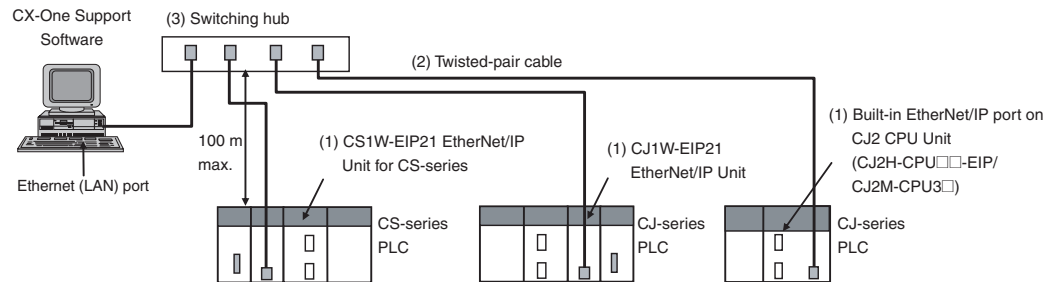 CX-One Support
Software
(3) Switching hub
(2) Twisted-pair cable
100 m
max.
Ethernet (LAN) port
(1) CS1W-EIP21 EtherNet/IP
Unit for CS-series
(1) CJ1W-EIP21
EtherNet/IP Unit
(1) Built-in EtherNet/IP port on
CJ2 CPU Unit
(CJ2H-CPU□□-EIP/
CJ2M-CPU3□)
CS-series
PLC
CJ-series
PLC
CJ-series
PLC